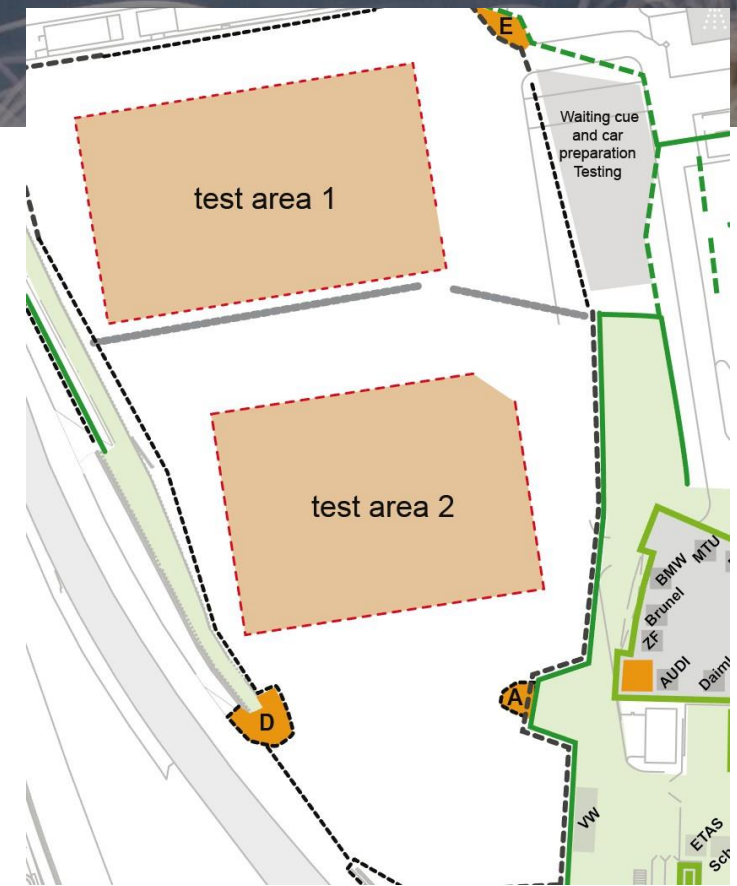 E
Waiting cue
and car
preparation
Testing
test area 1
test area 2
BMW
MTU
Brunel
ZF
AUDI
D
A
VW
ETAS